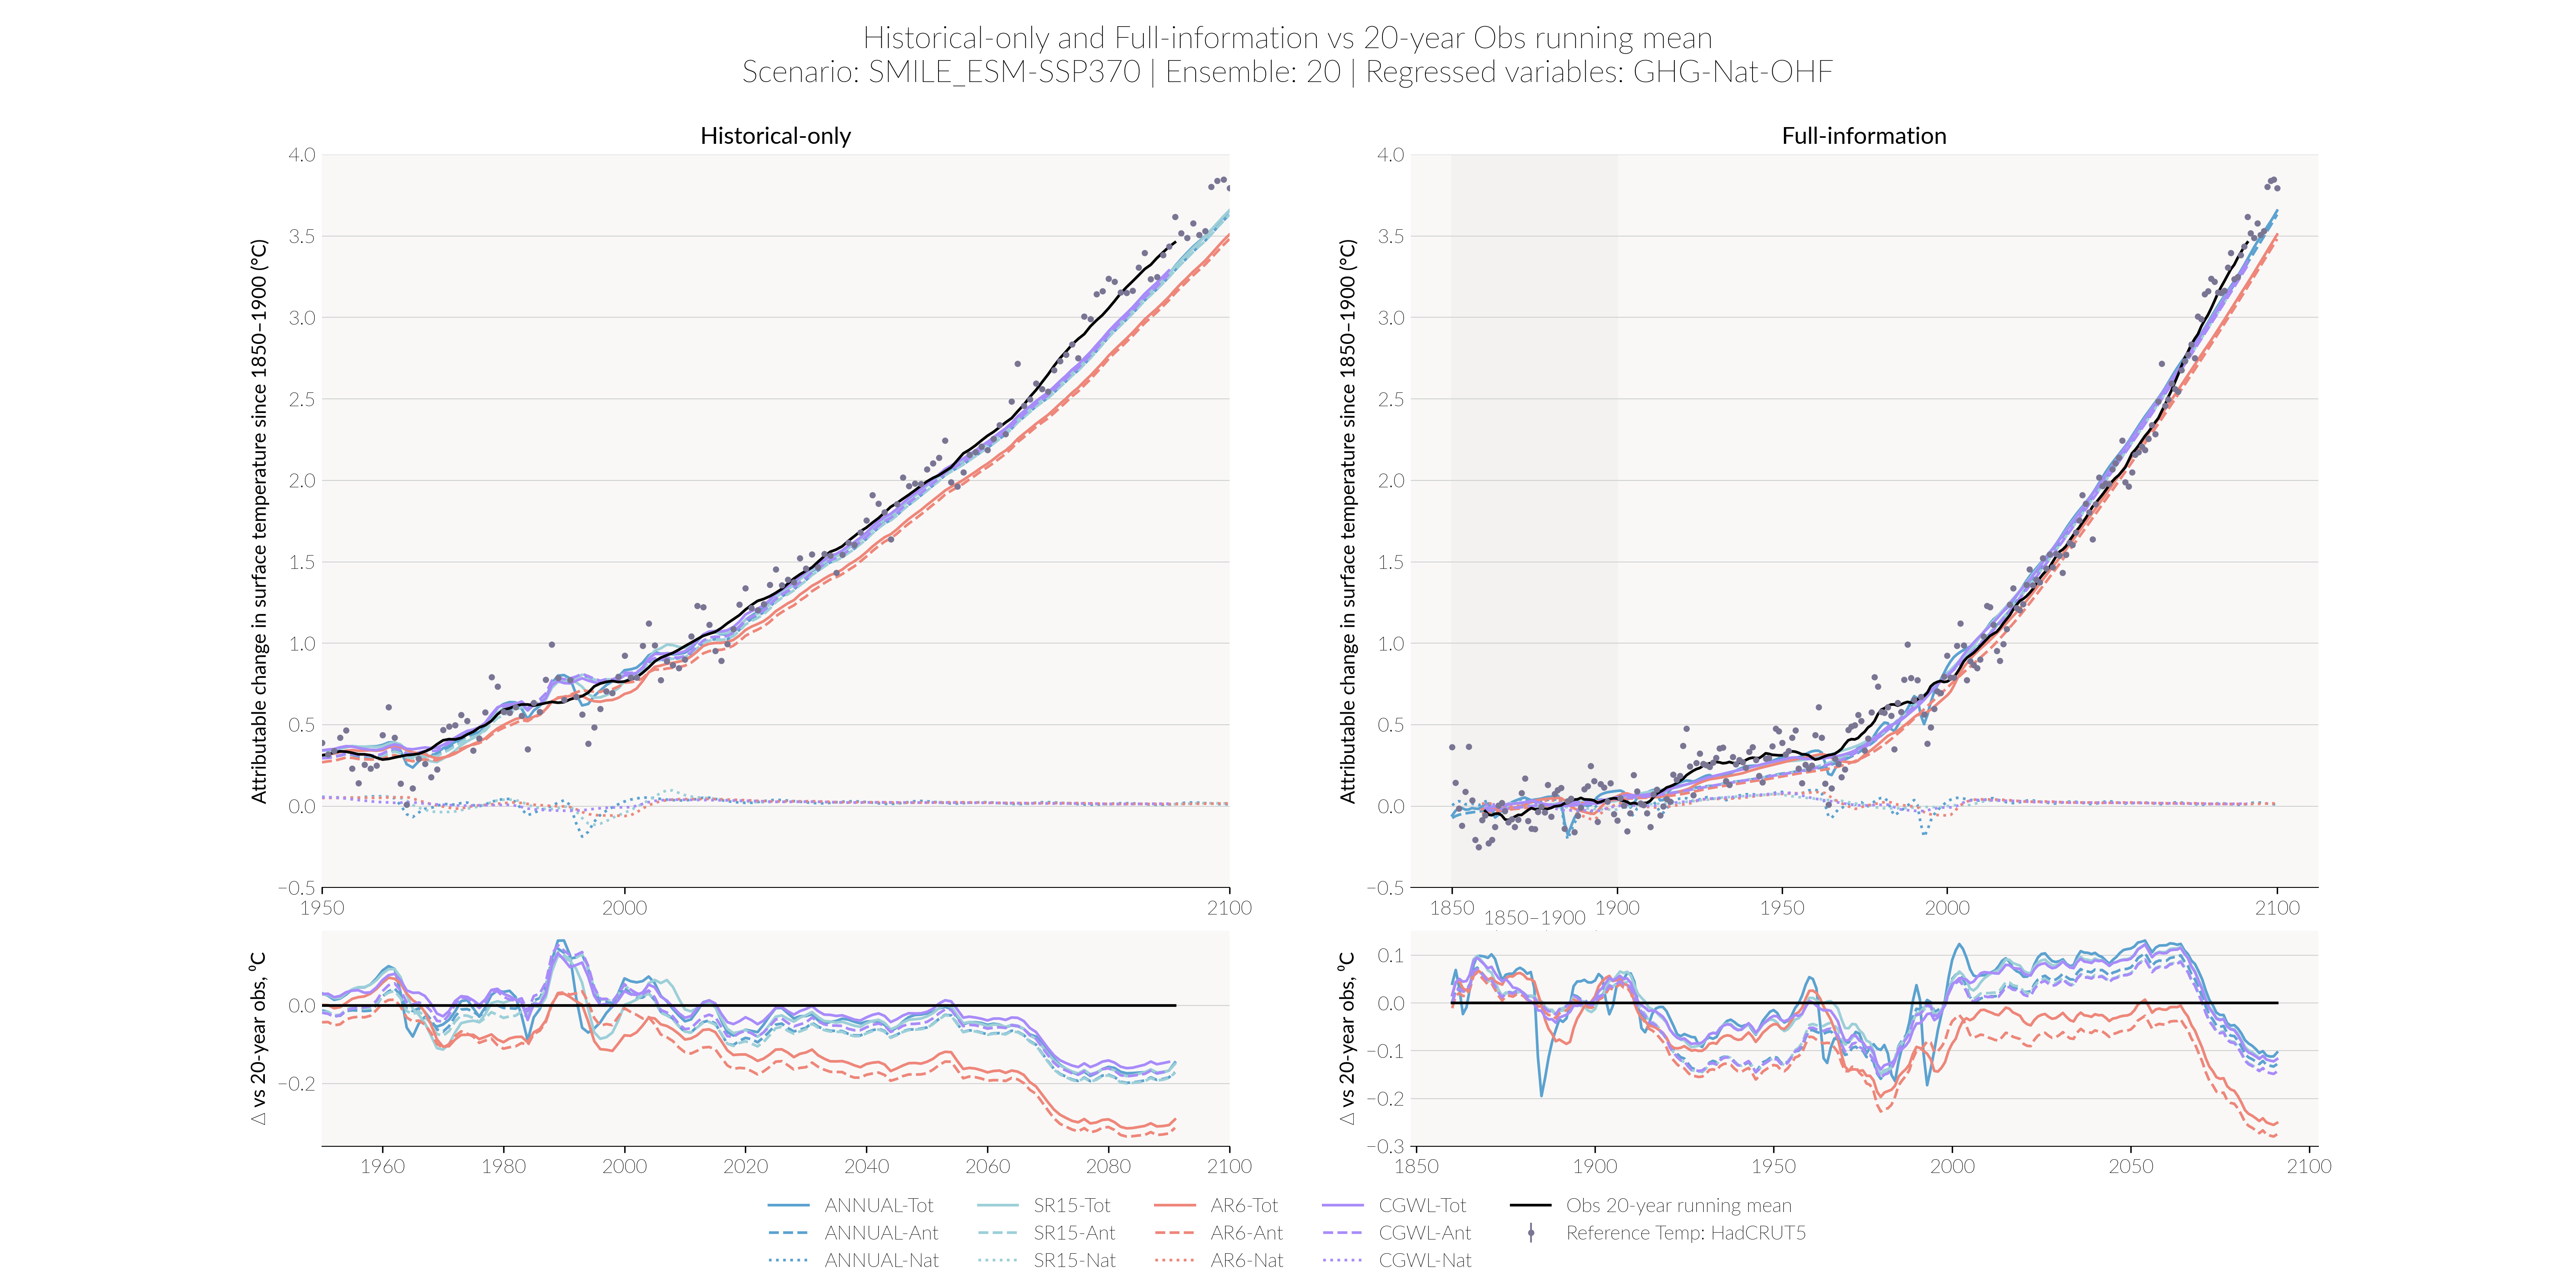 Historical-only and Full-information vs 20-year Obs running mean
Scenario: SMILE_ESM-SSP370 | Ensemble: 20 | Regressed variables: GHG-Nat-OHF
Historical-only
Attributable change in surface temperature since 1850–1900 (°C)
4.0
3.5
3.0
2.5
2.0
1.5
1.0
0.5
0.0
−0.5
1950 2000 2100
Δ vs 20-year obs, °C
0.0
−0.2
1960 1980 2000 2020 2040 2060 2080 2100
Full-information
Attributable change in surface temperature since 1850–1900 (°C)
4.0
3.5
3.0
2.5
2.0
1.5
1.0
0.5
0.0
−0.5
1850 1900 1950 2000 2100
1850–1900
Δ vs 20-year obs, °C
0.1
0.0
−0.1
−0.2
−0.3
1850 1900 1950 2000 2050 2100
ANNUAL-Tot SR15-Tot AR6-Tot CGWL-Tot Obs 20-year running mean
ANNUAL-Ant SR15-Ant AR6-Ant CGWL-Ant Reference Temp: HadCRUT5
ANNUAL-Nat SR15-Nat AR6-Nat CGWL-Nat